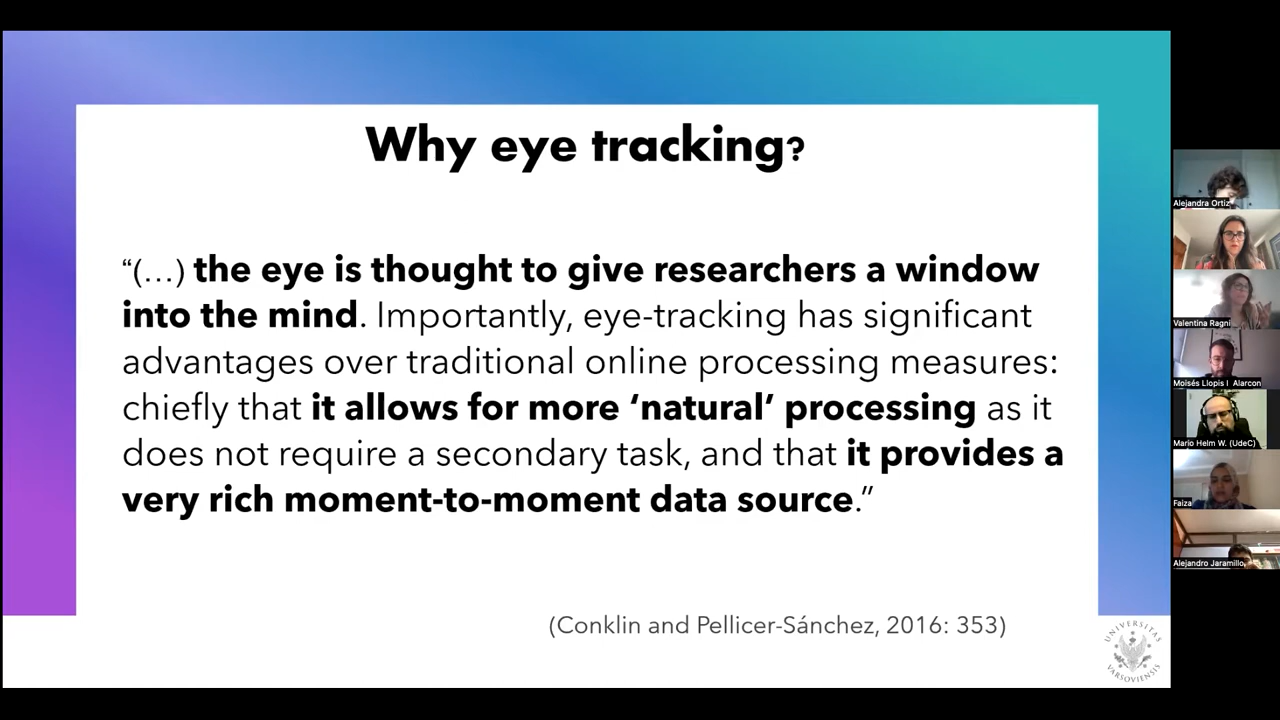 Why eye tracking?
“(…) the eye is thought to give researchers a window
into the mind. Importantly, eye-tracking has significant
advantages over traditional online processing measures:
chiefly that it allows for more ‘natural’ processing as it
does not require a secondary task, and that it provides a
very rich moment-to-moment data source.”
(Conklin and Pellicer-Sánchez, 2016: 353)
UNIVERSITAS
VARSOVIENSIS
Alejandra Ortiz
Valentina Ragni
Moisés Llopis I Alarcon
Mario Helm W. (UdeC)
Faiza
Alejandro Jaramillo